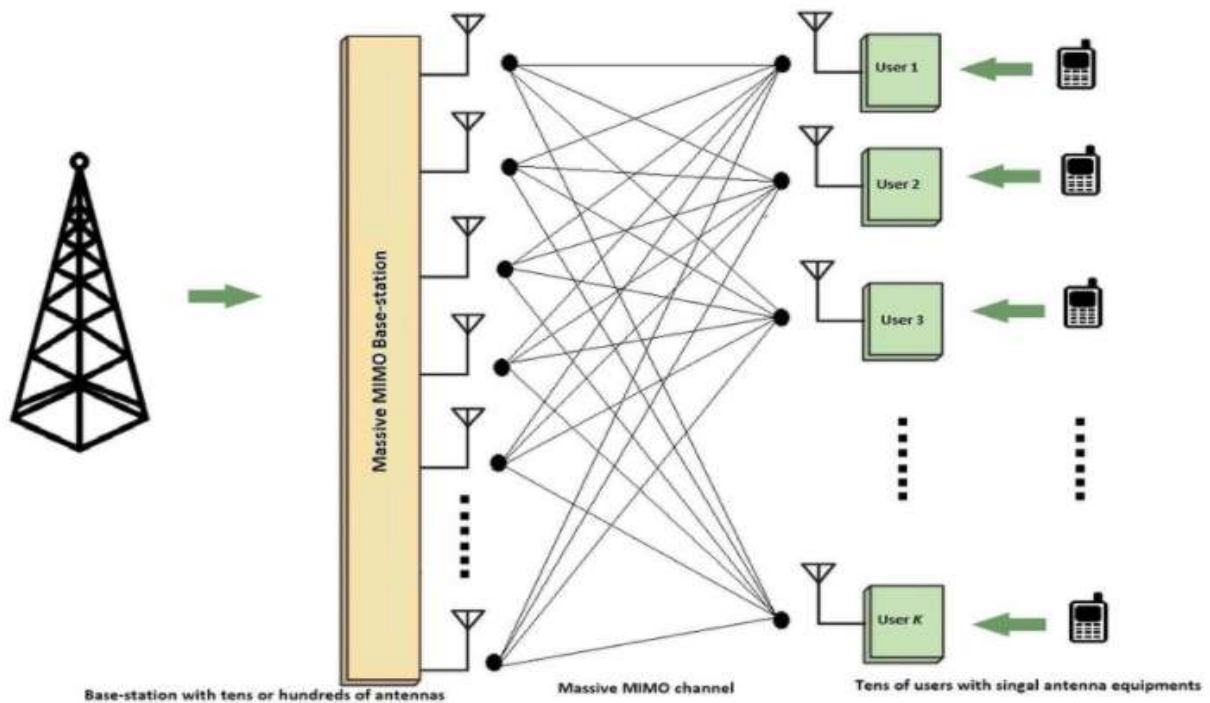 Massive MIMO Base-station
User 1
User 2
User 3
User K
Base-station with tens or hundreds of antennas
Massive MIMO channel
Tens of users with singal antenna equipments